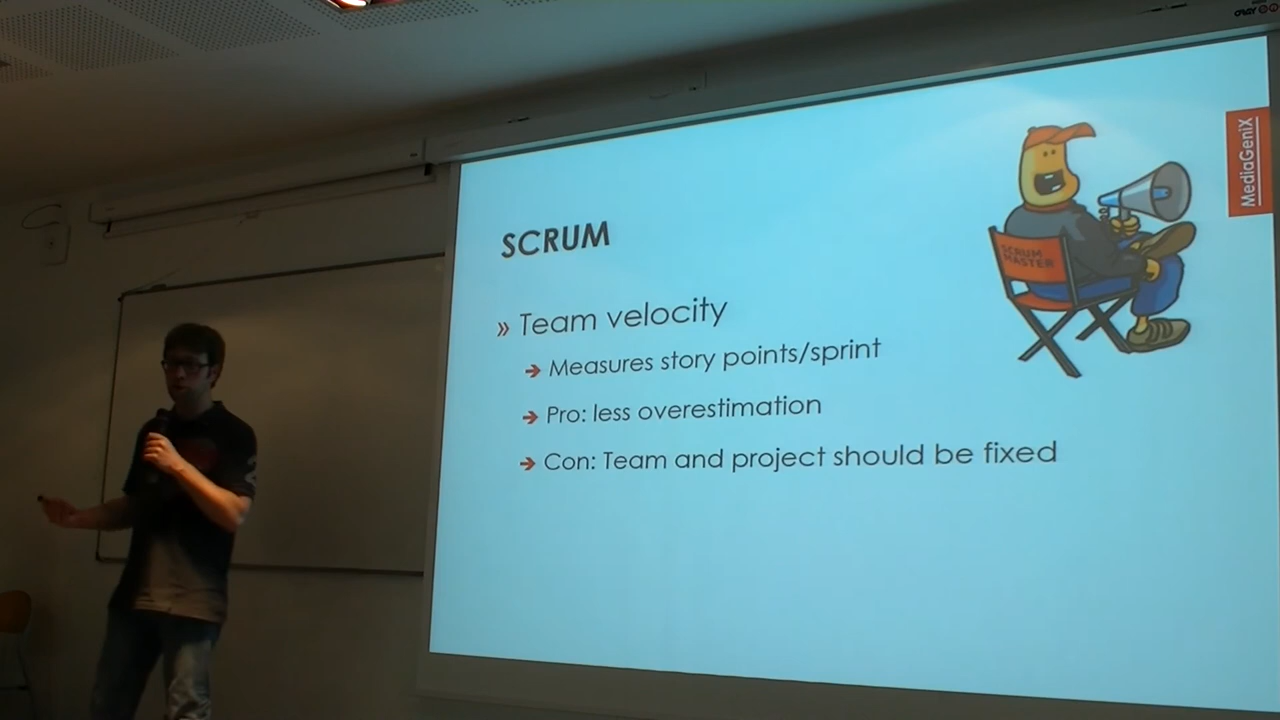 MediaGeniX
SCRUM
SCRUM
MASTER
» Team velocity
➔ Measures story points/sprint
➔ Pro: less overestimation
➔ Con: Team and project should be fixed